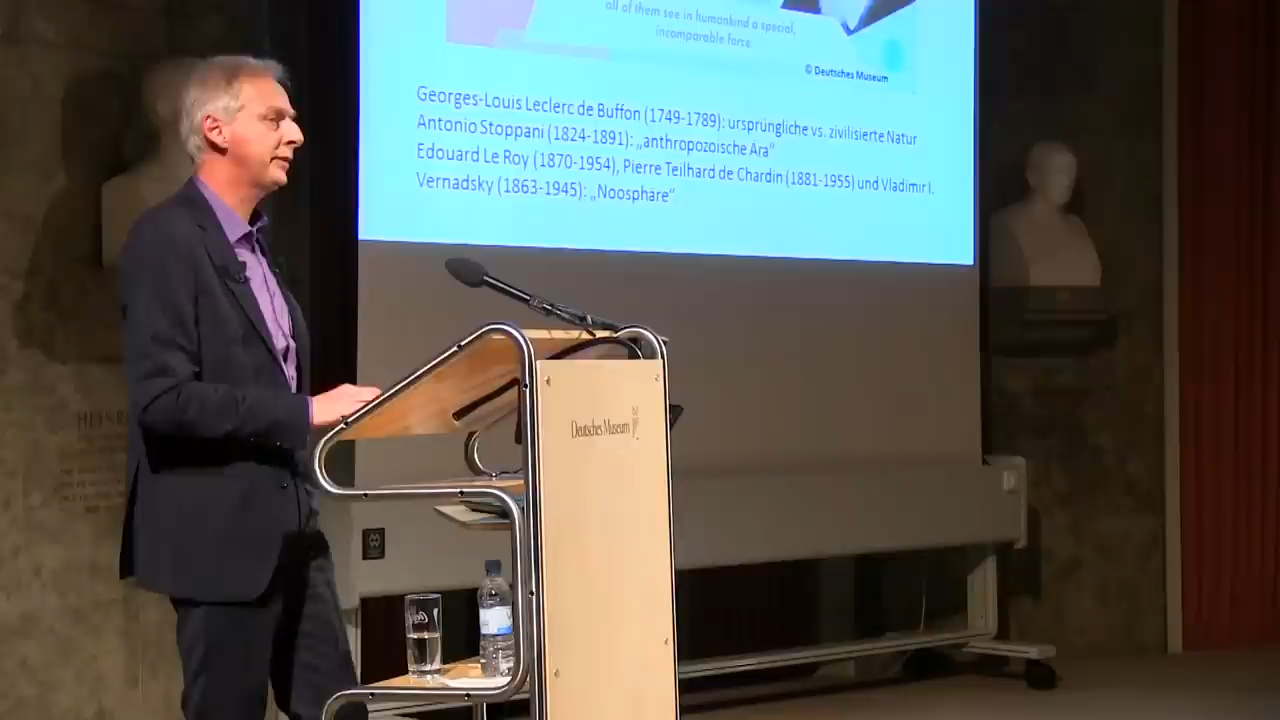 all of them see in humankind a special,
incomparable force.
© Deutsches Museum
Georges-Louis Leclerc de Buffon (1749-1789): ursprüngliche vs. zivilisierte Natur
Antonio Stoppani (1824-1891): „anthropozoische Ära“
Edouard Le Roy (1870-1954), Pierre Teilhard de Chardin (1881-1955) und Vladimir I.
Vernadsky (1863-1945): „Noosphäre“
Deutsches Museum